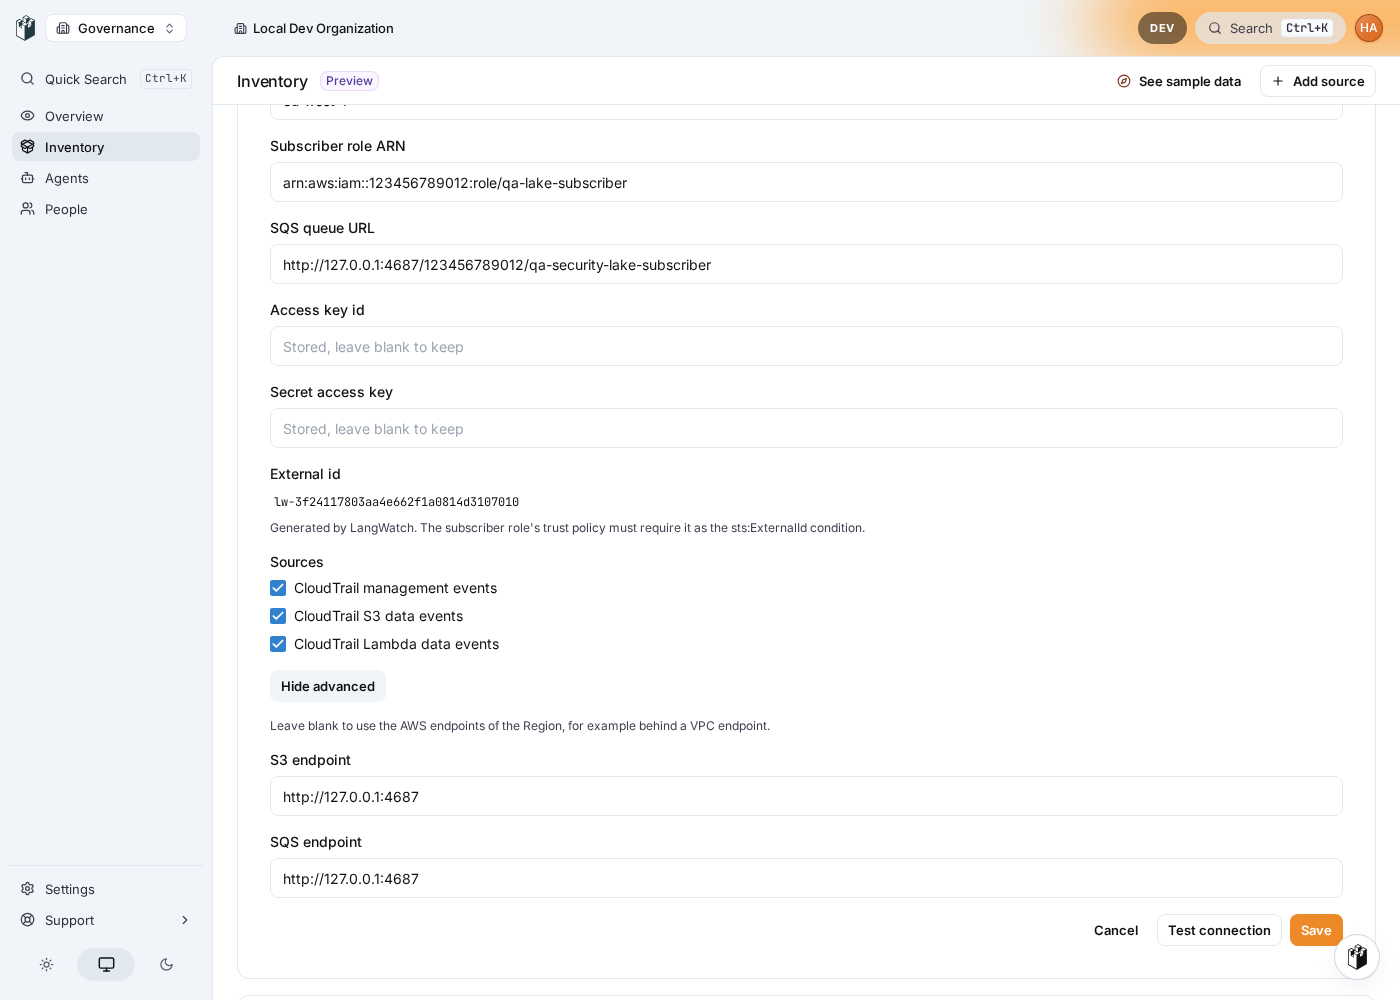 Governance
Local Dev Organization
DEV
Search Ctrl+K
HA
Quick Search Ctrl+K
Overview
Inventory
Agents
People
Settings
Support
Inventory Preview
See sample data
Add source
Subscriber role ARN
arn:aws:iam::123456789012:role/qa-lake-subscriber
SQS queue URL
http://127.0.0.1:4687/123456789012/qa-security-lake-subscriber
Access key id
Stored, leave blank to keep
Secret access key
Stored, leave blank to keep
External id
lw-3f24117803aa4e662f1a0814d3107010
Generated by LangWatch. The subscriber role's trust policy must require it as the sts:ExternalId condition.
Sources
CloudTrail management events
CloudTrail S3 data events
CloudTrail Lambda data events
Hide advanced
Leave blank to use the AWS endpoints of the Region, for example behind a VPC endpoint.
S3 endpoint
http://127.0.0.1:4687
SQS endpoint
http://127.0.0.1:4687
Cancel
Test connection
Save